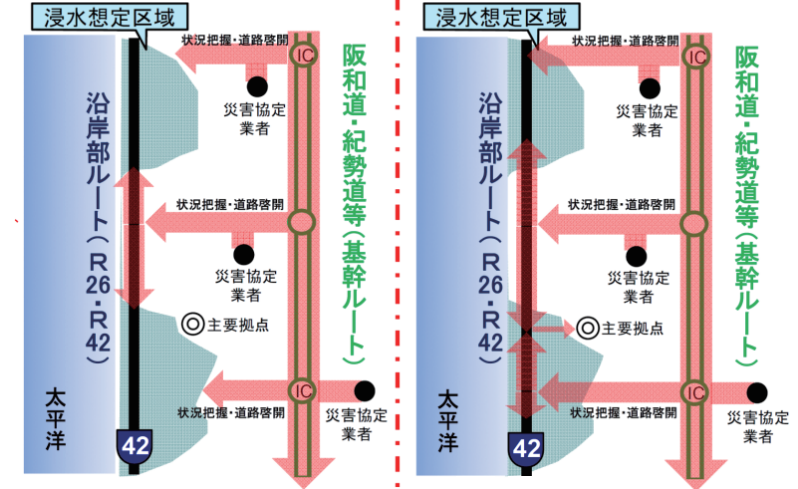 浸水想定区域
状況把握・道路啓開
IC
災害協定
業者
阪和道・紀勢道等(基幹ルート)
沿岸部ルート(R26・R42)
状況把握・道路啓開
災害協定
業者
主要拠点
IC
状況把握・道路啓開
災害協定
業者
太平洋
42
浸水想定区域
状況把握・道路啓開
IC
災害協定
業者
阪和道・紀勢道等(基幹ルート)
沿岸部ルート(R26・R42)
状況把握・道路啓開
災害協定
業者
主要拠点
IC
状況把握・道路啓開
災害協定
業者
太平洋
42